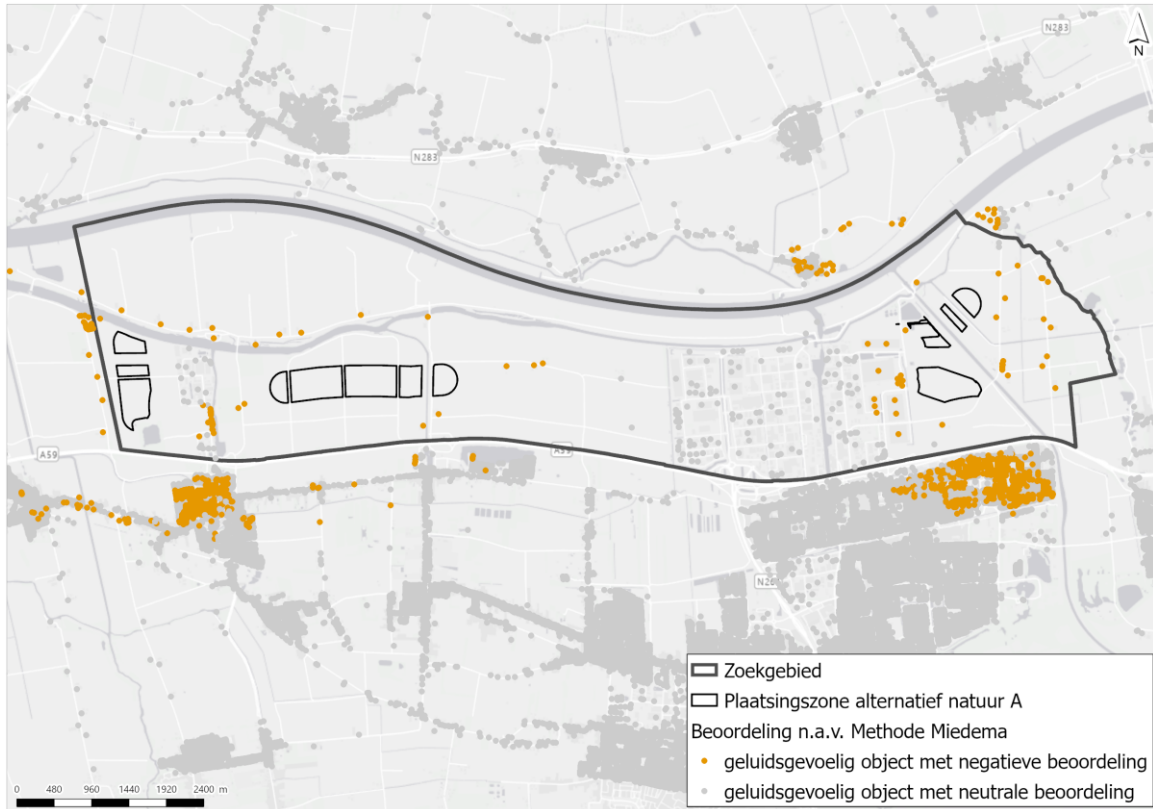 N283
N
N283
A59
A59
N26
Zoekgebied
Plaatsingszone alternatief natuur A
Beoordeling n.a.v. Methode Miedema
geluidsgevoelig object met negatieve beoordeling
geluidsgevoelig object met neutrale beoordeling
0 480 960 1440 1920 2400 m